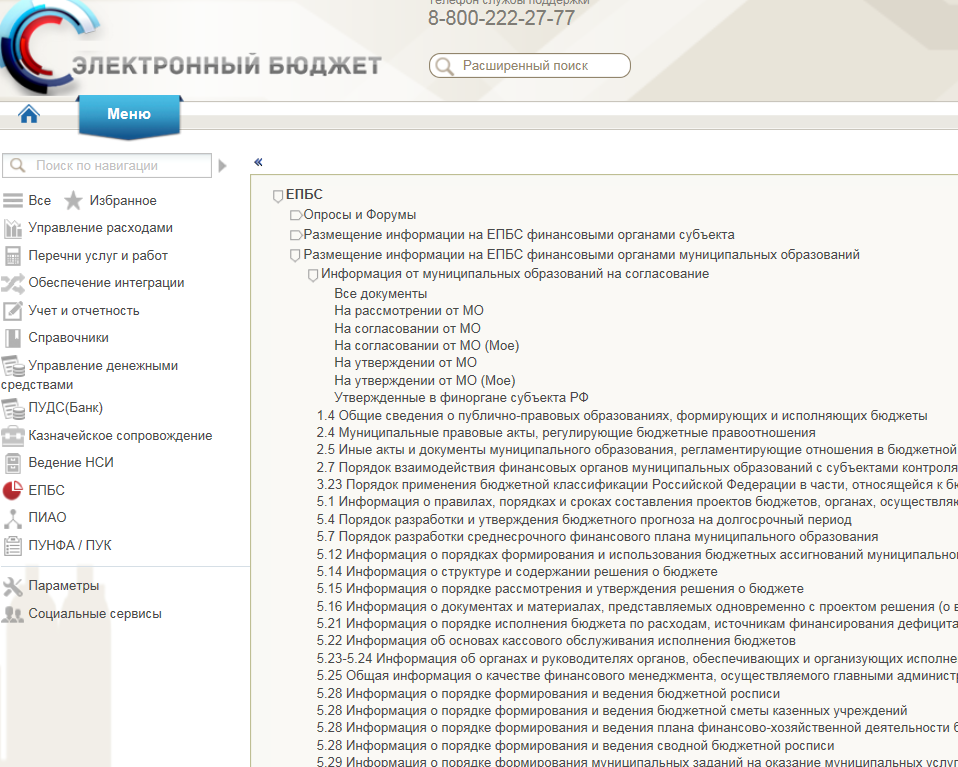 Телефон службы поддержки
8-800-222-27-77
ЭЛЕКТРОННЫЙ БЮДЖЕТ
Расширенный поиск
Меню
Поиск по навигации
«
Все Избранное
Управление расходами
Перечни услуг и работ
Обеспечение интеграции
Учет и отчетность
Справочники
Управление денежными
средствами
ПУДС(Банк)
Казначейское сопровождение
Ведение НСИ
ЕПБС
ПИАО
ПУНФА / ПУК
Параметры
Социальные сервисы
ЕПБС
Опросы и Форумы
Размещение информации на ЕПБС финансовыми органами субъекта
Размещение информации на ЕПБС финансовыми органами муниципальных образований
Информация от муниципальных образований на согласование
Все документы
На рассмотрении от МО
На согласовании от МО
На согласовании от МО (Мое)
На утверждении от МО
На утверждении от МО (Мое)
Утвержденные в финоргане субъекта РФ
1.4 Общие сведения о публично-правовых образованиях, формирующих и исполняющих бюджеты
2.4 Муниципальные правовые акты, регулирующие бюджетные правоотношения
2.5 Иные акты и документы муниципального образования, регламентирующие отношения в бюджетной
2.7 Порядок взаимодействия финансовых органов муниципальных образований с субъектами контроля
3.23 Порядок применения бюджетной классификации Российской Федерации в части, относящейся к
5.1 Информация о правилах, порядках и сроках составления проектов бюджетов, органах,
5.4 Порядок разработки и утверждения бюджетного прогноза на долгосрочный период
5.7 Порядок разработки среднесрочного финансового плана муниципального образования
5.12 Информация о порядках формирования и использования бюджетных ассигнований
5.14 Информация о структуре и содержании решения о бюджете
5.15 Информация о порядке рассмотрения и утверждения решения о бюджете
5.16 Информация о документах и материалах, представляемых одновременно с проектом решения (о
5.21 Информация о порядке исполнения бюджета по расходам, источникам финансирования дефицита
5.22 Информация об основах кассового обслуживания исполнения бюджетов
5.23-5.24 Информация об органах и руководителях органов, обеспечивающих и организующих
5.25 Общая информация о качестве финансового менеджмента, осуществляемого главными
5.28 Информация о порядке формирования и ведения бюджетной росписи
5.28 Информация о порядке формирования и ведения бюджетной сметы казенных учреждений
5.28 Информация о порядке формирования и ведения плана финансово-хозяйственной деятельности
5.28 Информация о порядке формирования и ведения сводной бюджетной росписи
5.29 Информация о порядке формирования муниципальных заданий на оказание муниципальных